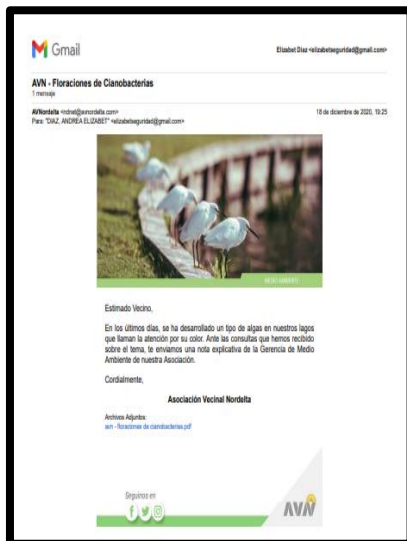 Gmail
Elizabet Diaz <elizabetseguridad@gmail.com>
AVN - Floraciones de Cianobacterias
1 mensaje
AVNordelta <ndnet@avnordelta.com>
18 de diciembre de 2020, 19:25
Para: "DIAZ, ANDREA ELIZABET" <elizabetseguridad@gmail.com>
MEDIO AMBIENTE
Estimado Vecino,
En los últimos días, se ha desarrollado un tipo de algas en nuestros lagos
que llaman la atención por su color. Ante las consultas que hemos recibido
sobre el tema, te enviamos una nota explicativa de la Gerencia de Medio
Ambiente de nuestra Asociación.
Cordialmente,
Asociación Vecinal Nordelta
Archivos Adjuntos:
avn - floraciones de cianobacterias.pdf
Seguinos en
AVN